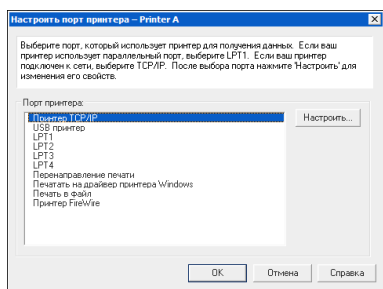 Настроить порт принтера – Printer A
Выберите порт, который использует принтер для получения данных. Если ваш
принтер использует параллельный порт, выберите LPT1. Если ваш принтер
подключен к сети, выберите TCP/IP. После выбора порта нажмите 'Настроить' для
изменения его свойств.
Порт принтера:
Принтер TCP/IP
Настроить...
USB принтер
LPT1
LPT2
LPT3
LPT4
Перенаправление печати
Печатать на драйвер принтера Windows
Печать в файл
Принтер FireWire
OK
Отмена
Справка